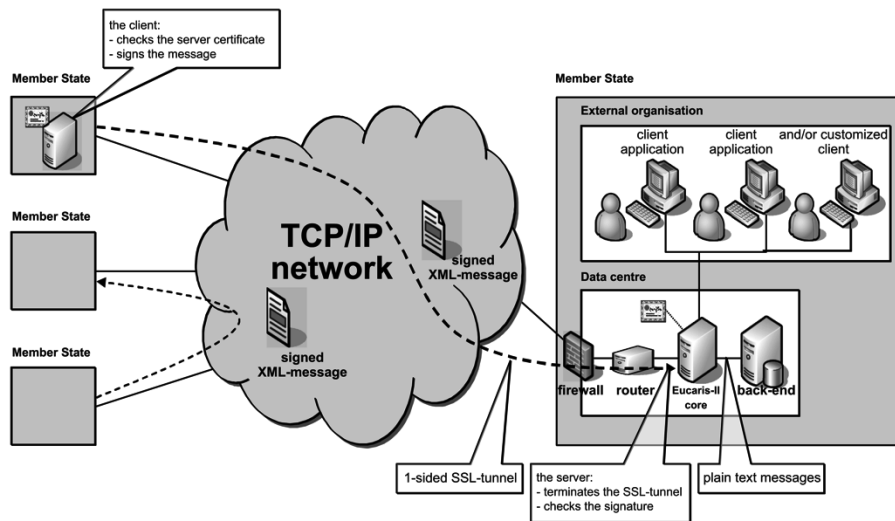 the client:
- checks the server certificate
- signs the message
Member State
Member State
External organisation
client
application
client
application
and/or customized
client
TCP/IP
network
signed
XML-message
Member State
signed
XML-message
Data centre
Member State
firewall
router
Eucaris-II
core
back-end
1-sided SSL-tunnel
the server:
- terminates the SSL-tunnel
- checks the signature
plain text messages